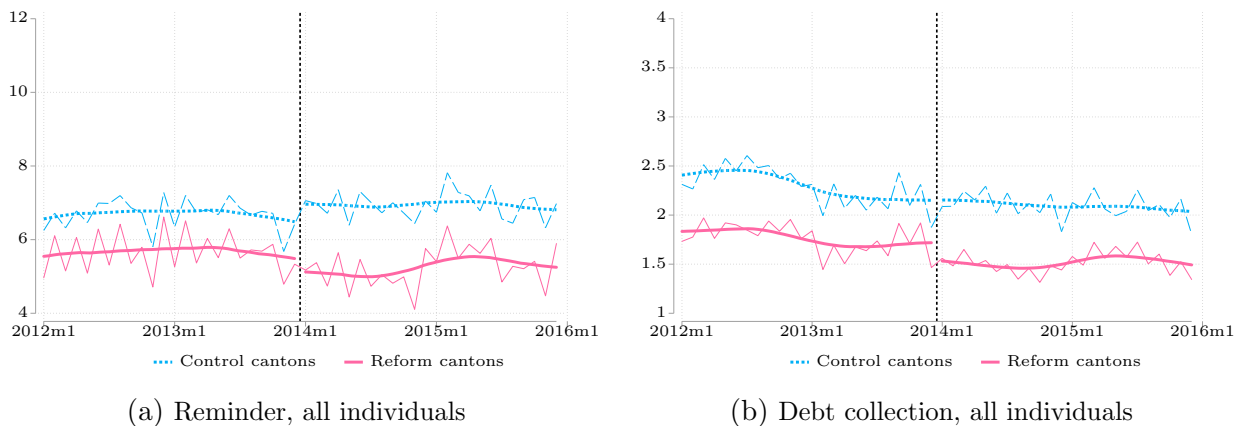 12
10
8
6
4
2012m1 2013m1 2014m1 2015m1 2016m1
Control cantons Reform cantons
(a) Reminder, all individuals
4
3.5
3
2.5
2
1.5
1
2012m1 2013m1 2014m1 2015m1 2016m1
Control cantons Reform cantons
(b) Debt collection, all individuals